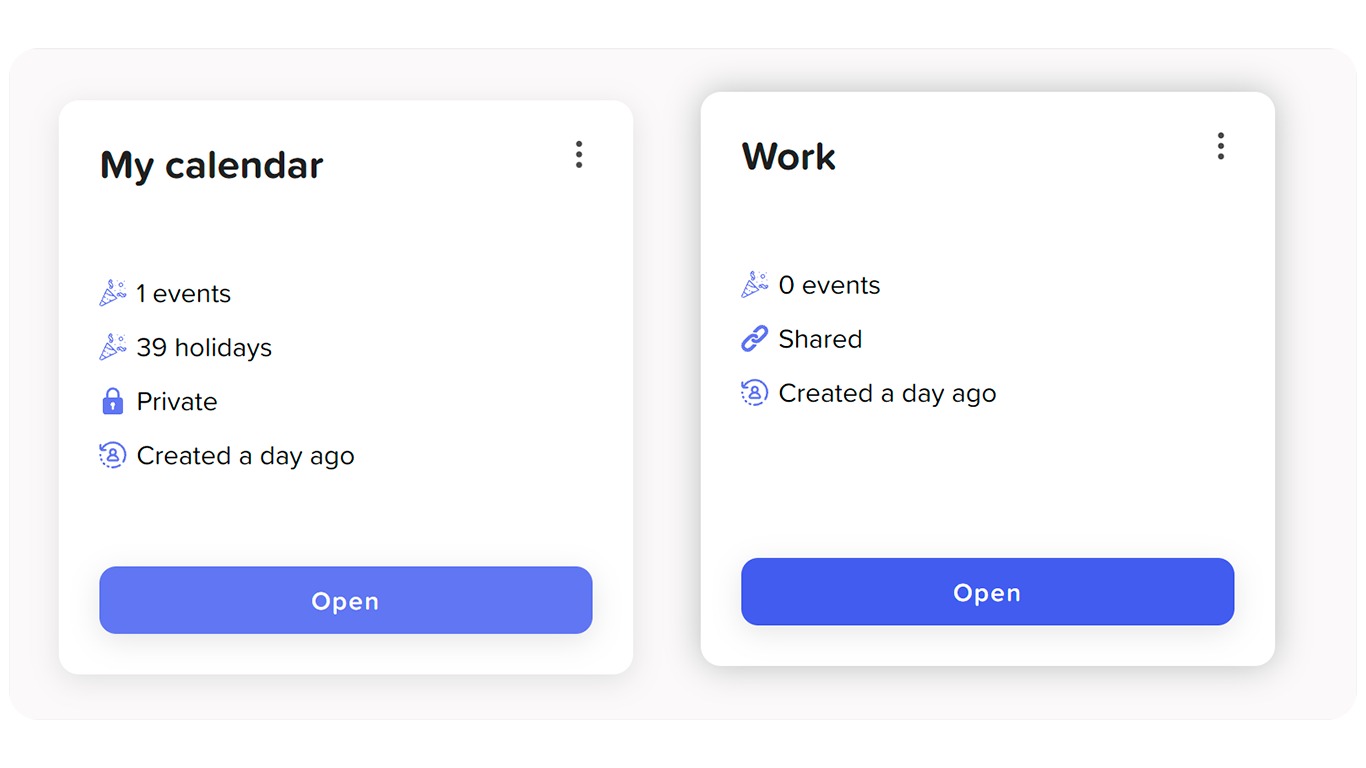 My calendar
1 events
39 holidays
Private
Created a day ago
Open
Work
0 events
Shared
Created a day ago
Open